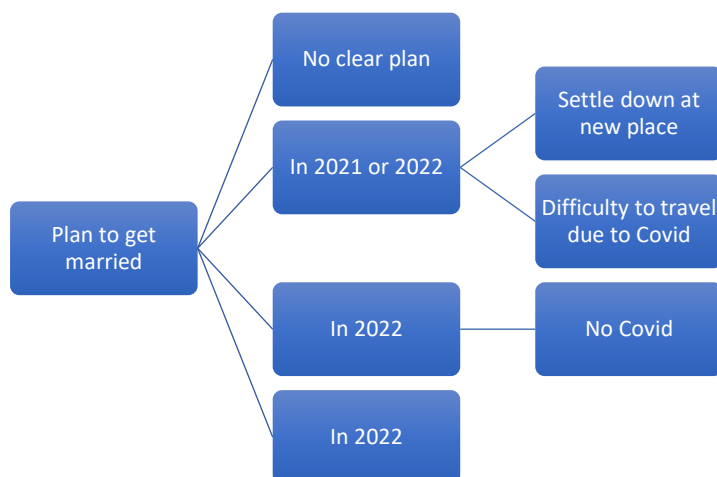 No clear plan
Settle down at
new place
In 2021 or 2022
Difficulty to travel
due to Covid
Plan to get
married
In 2022
No Covid
In 2022